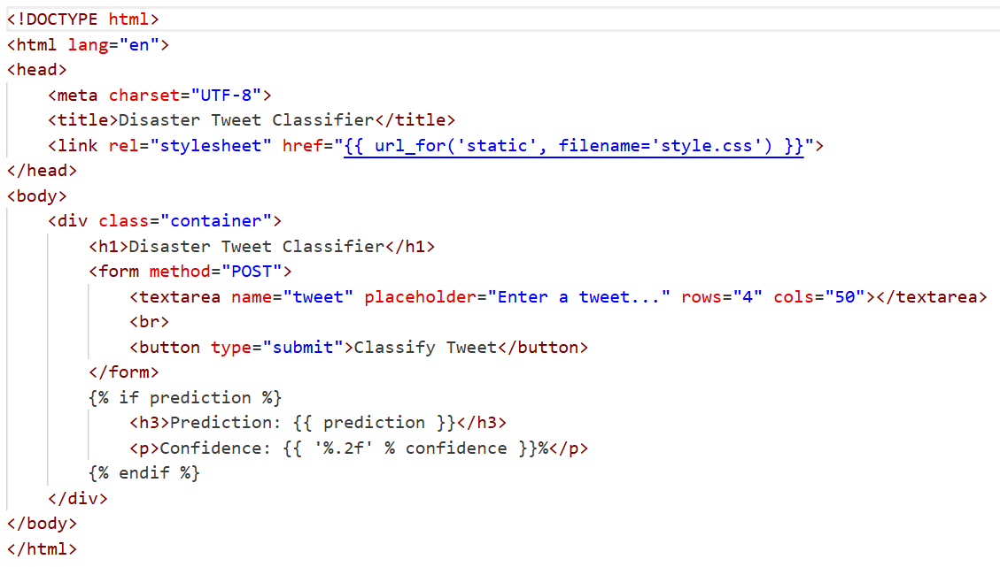 <!DOCTYPE html>
<html lang="en">
<head>
    <meta charset="UTF-8">
    <title>Disaster Tweet Classifier</title>
    <link rel="stylesheet" href="{{ url_for('static', filename='style.css') }}">
</head>
<body>
    <div class="container">
        <h1>Disaster Tweet Classifier</h1>
        <form method="POST">
            <textarea name="tweet" placeholder="Enter a tweet..." rows="4" cols="50"></textarea>
            <br>
            <button type="submit">Classify Tweet</button>
        </form>
        {% if prediction %}
            <h3>Prediction: {{ prediction }}</h3>
            <p>Confidence: {{ '%.2f' % confidence }}%</p>
        {% endif %}
    </div>
</body>
</html>